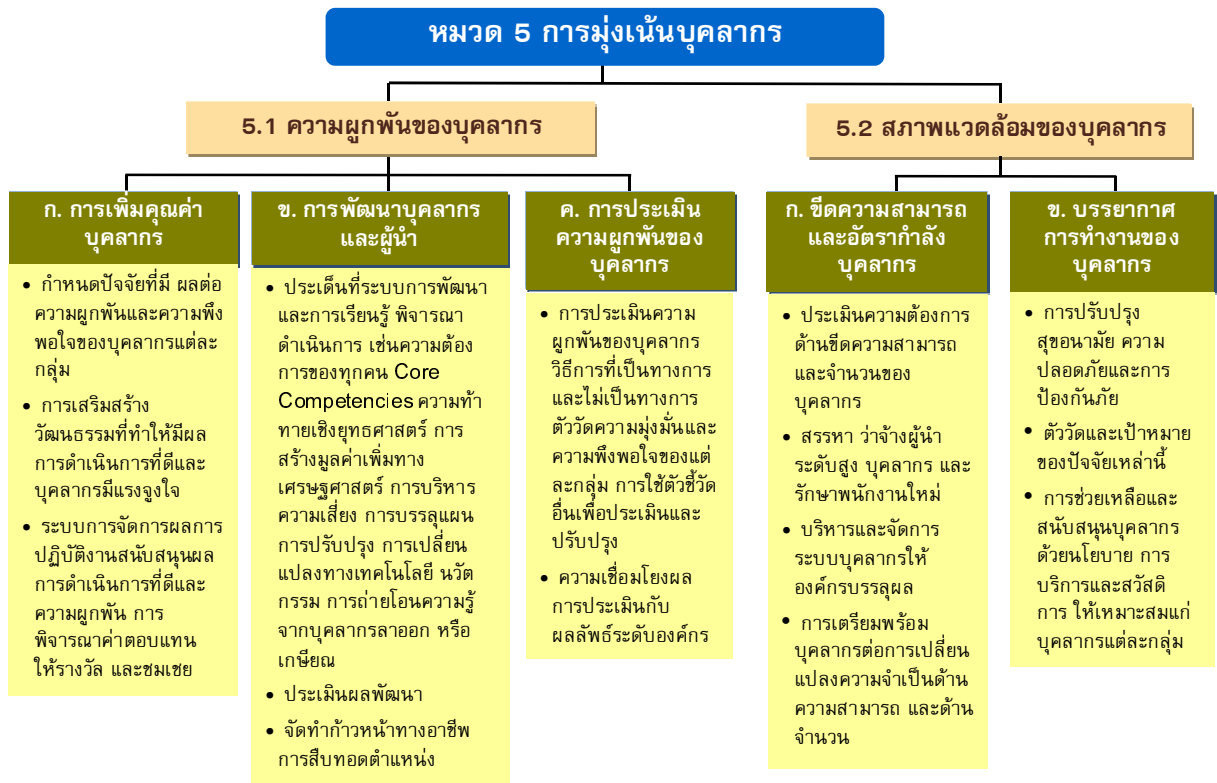 หมวด 5 การมุ่งเน้นบุคลากร
5.1 ความผูกพันของบุคลากร
5.2 สภาพแวดล้อมของบุคลากร
ก. การเพิ่มคุณค่า
บุคลากร
• กำหนดปัจจัยที่มี ผลต่อ
ความผูกพันและความพึง
พอใจของบุคลากรแต่ละ
กลุ่ม
• การเสริมสร้าง
วัฒนธรรมที่ทำให้มีผล
การดำเนินการที่ดีและ
บุคลากรมีแรงจูงใจ
• ระบบการจัดการผลการ
ปฏิบัติงานสนับสนุนผล
การดำเนินการที่ดีและ
ความผูกพัน การ
พิจารณาค่าตอบแทน
ให้รางวัล และชมเชย
ข. การพัฒนาบุคลากร
และผู้นำ
• ประเด็นที่ระบบการพัฒนา
และการเรียนรู้ พิจารณา
ดำเนินการ เช่นความต้อง
การของทุกคน Core
Competencies ความท้า
ทายเชิงยุทธศาสตร์ การ
สร้างมูลค่าเพิ่มทาง
เศรษฐศาสตร์ การบริหาร
ความเสี่ยง การบรรลุแผน
การปรับปรุง การเปลี่ยน
แปลงทางเทคโนโลยี นวัต
กรรม การถ่ายโอนความรู้
จากบุคลากรลาออก หรือ
เกษียณ
• ประเมินผลพัฒนา
• จัดทำก้าวหน้าทางอาชีพ
การสืบทอดตำแหน่ง
ค. การประเมิน
ความผูกพันของ
บุคลากร
• การประเมินความ
ผูกพันของบุคลากร
วิธีการที่เป็นทางการ
และไม่เป็นทางการ
ตัววัดความมุ่งมั่นและ
ความพึงพอใจของแต่
ละกลุ่ม การใช้ตัวชี้วัด
อื่นเพื่อประเมินและ
ปรับปรุง
• ความเชื่อมโยงผล
การประเมินกับ
ผลลัพธ์ระดับองค์กร
ก. ขีดความสามารถ
และอัตรากำลัง
บุคลากร
• ประเมินความต้องการ
ด้านขีดความสามารถ
และจำนวนของ
บุคลากร
• สรรหา ว่าจ้างผู้นำ
ระดับสูง บุคลากร และ
รักษาพนักงานใหม่
• บริหารและจัดการ
ระบบบุคลากรให้
องค์กรบรรลุผล
• การเตรียมพร้อม
บุคลากรต่อการเปลี่ยน
แปลงความจำเป็นด้าน
ความสามารถ และด้าน
จำนวน
ข. บรรยากาศ
การทำงานของ
บุคลากร
• การปรับปรุง
สุขอนามัย ความ
ปลอดภัยและการ
ป้องกันภัย
• ตัววัดและเป้าหมาย
ของปัจจัยเหล่านี้
• การช่วยเหลือและ
สนับสนุนบุคลากร
ด้วยนโยบาย การ
บริการและสวัสดิ
การ ให้เหมาะสมแก่
บุคลากรแต่ละกลุ่ม